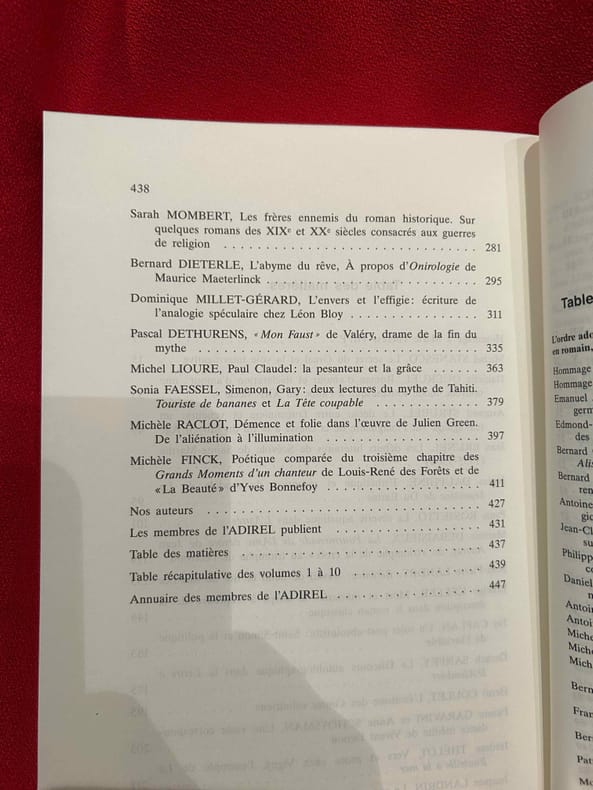 438
Sarah MOMBERT, Les frères ennemis du roman historique. Sur
quelques romans des XIXe et XXe siècles consacrés aux guerres
de religion . . . . . . . . . . . . . . . . . . . . . . . . . . . . . . . . 281
Bernard DIETERLE, L'abyme du rêve, À propos d'Onirologie de
Maurice Maeterlinck . . . . . . . . . . . . . . . . . . . . . . . . . . 295
Dominique MILLET-GÉRARD, L'envers et l'effigie : écriture de
l'analogie spéculaire chez Léon Bloy . . . . . . . . . . . . . . . . 311
Pascal DETHURENS, « Mon Faust » de Valéry, drame de la fin du
mythe . . . . . . . . . . . . . . . . . . . . . . . . . . . . . . . . . . . 335
Michel LIOURE, Paul Claudel : la pesanteur et la grâce . . . . . . 363
Sonia FAESSEL, Simenon, Gary : deux lectures du mythe de Tahiti.
Touriste de bananes et La Tête coupable . . . . . . . . . . . . . . 379
Michèle RACLOT, Démence et folie dans l'œuvre de Julien Green.
De l'aliénation à l'illumination . . . . . . . . . . . . . . . . . . . . 397
Michèle FINCK, Poétique comparée du troisième chapitre des
Grands Moments d'un chanteur de Louis-René des Forêts et de
« La Beauté » d'Yves Bonnefoy . . . . . . . . . . . . . . . . . . . 411
Nos auteurs . . . . . . . . . . . . . . . . . . . . . . . . . . . . . . . . . 427
Les membres de l'ADIREL publient . . . . . . . . . . . . . . . . . . . 431
Table des matières . . . . . . . . . . . . . . . . . . . . . . . . . . . . 437
Table récapitulative des volumes 1 à 10 . . . . . . . . . . . . . . . 439
Annuaire des membres de l'ADIREL . . . . . . . . . . . . . . . . . . . 447
Table
L'ordre
en romain,
Hommage
Hommage
Emanuel
Edmond-
des
Bernard
Bernard
Antoine
Philipp
Daniel